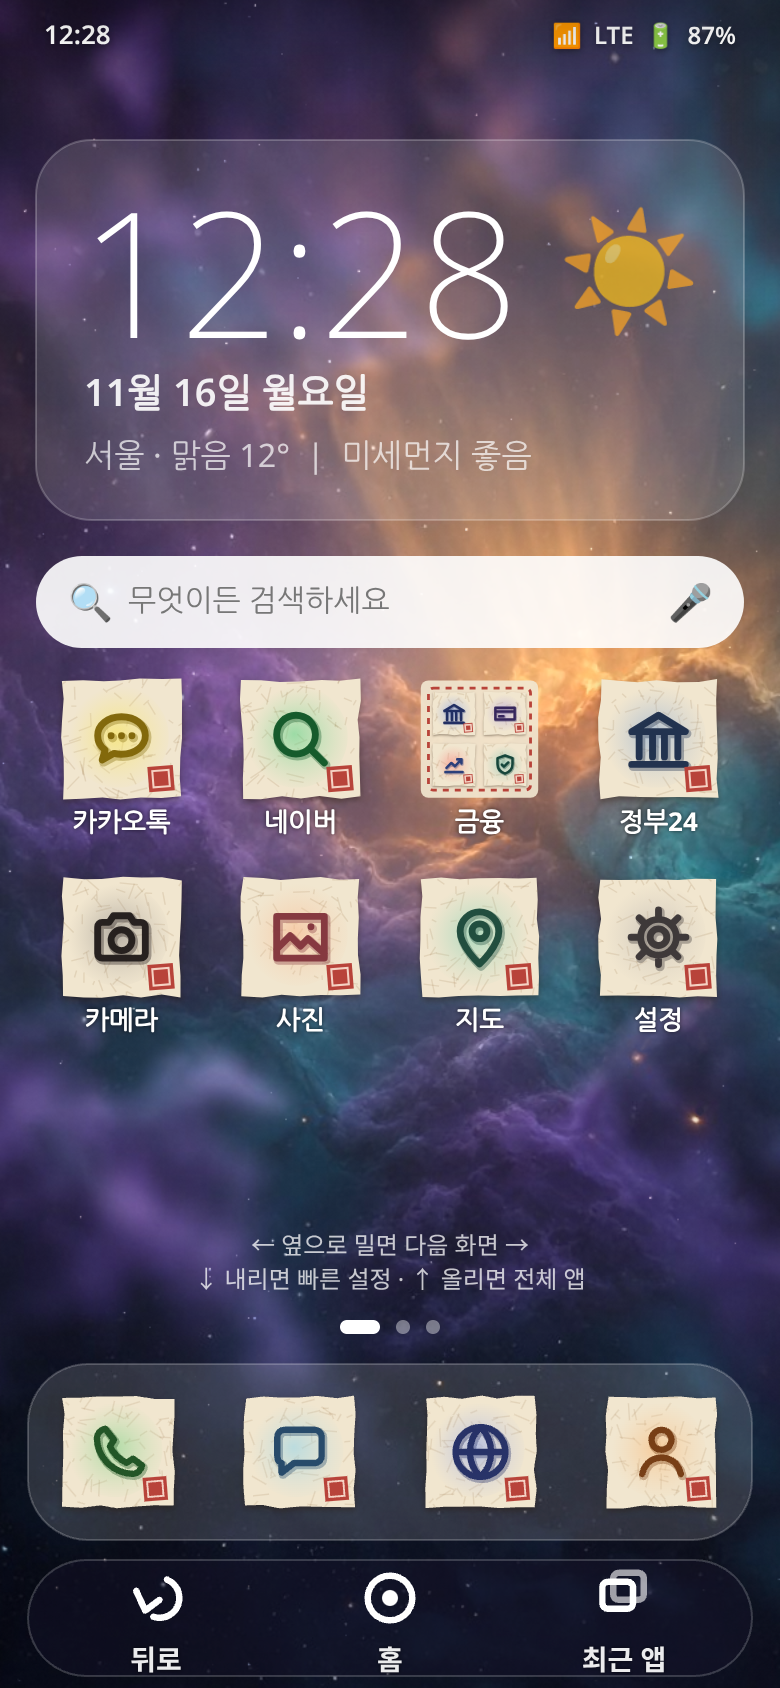 12:28
LTE
87%
12:28
11월 16일 월요일
서울 · 맑음 12° | 미세먼지 좋음
무엇이든 검색하세요
카카오톡
네이버
금융
정부24
카메라
사진
지도
설정
← 옆으로 밀면 다음 화면 →
↓ 내리면 빠른 설정 · ↑ 올리면 전체 앱
뒤로
홈
최근 앱